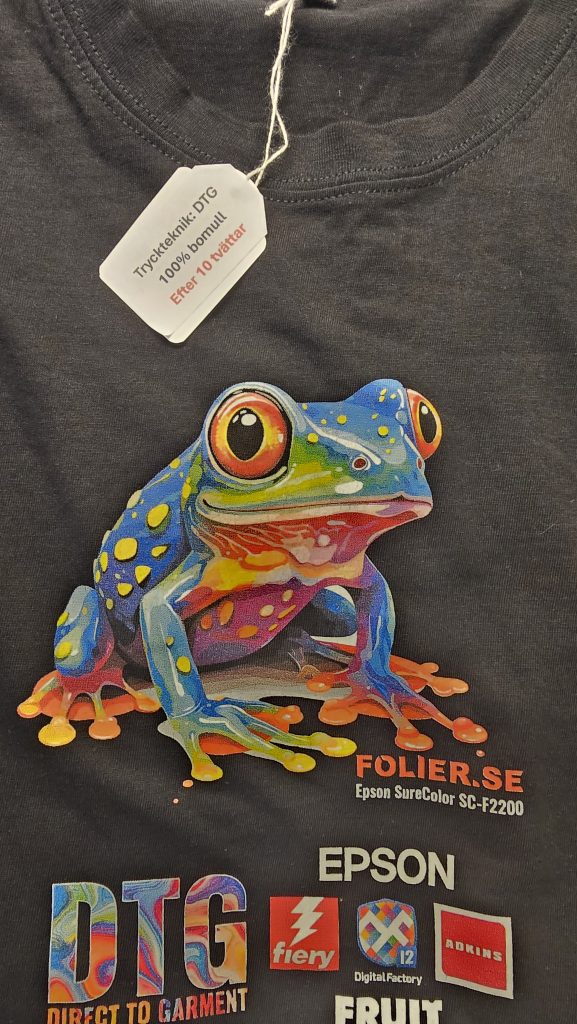 Tryckteknik: DTG
100% bomull
Efter 10 tvättar
FOLIER.SE
Epson SureColor SC-F2200
EPSON
DTG
DIRECT TO GARMENT
fiery
12
Digital Factory
ADKINS
FRUIT